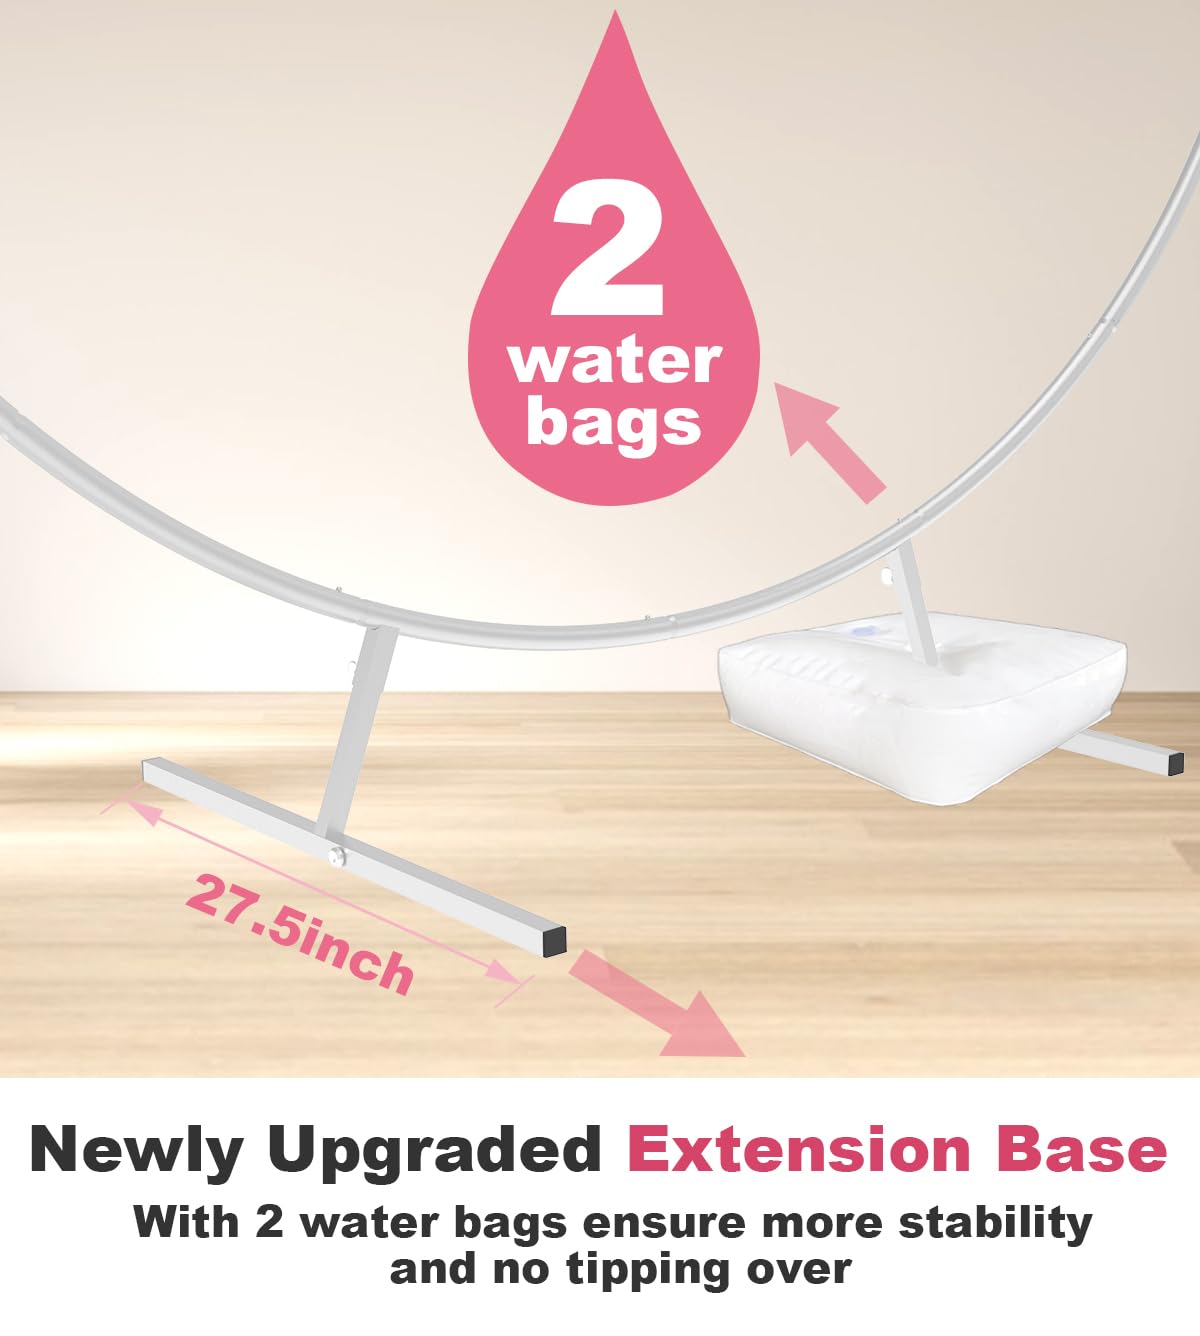 2
water
bags
27.5inch
Newly Upgraded Extension Base
With 2 water bags ensure more stability
and no tipping over